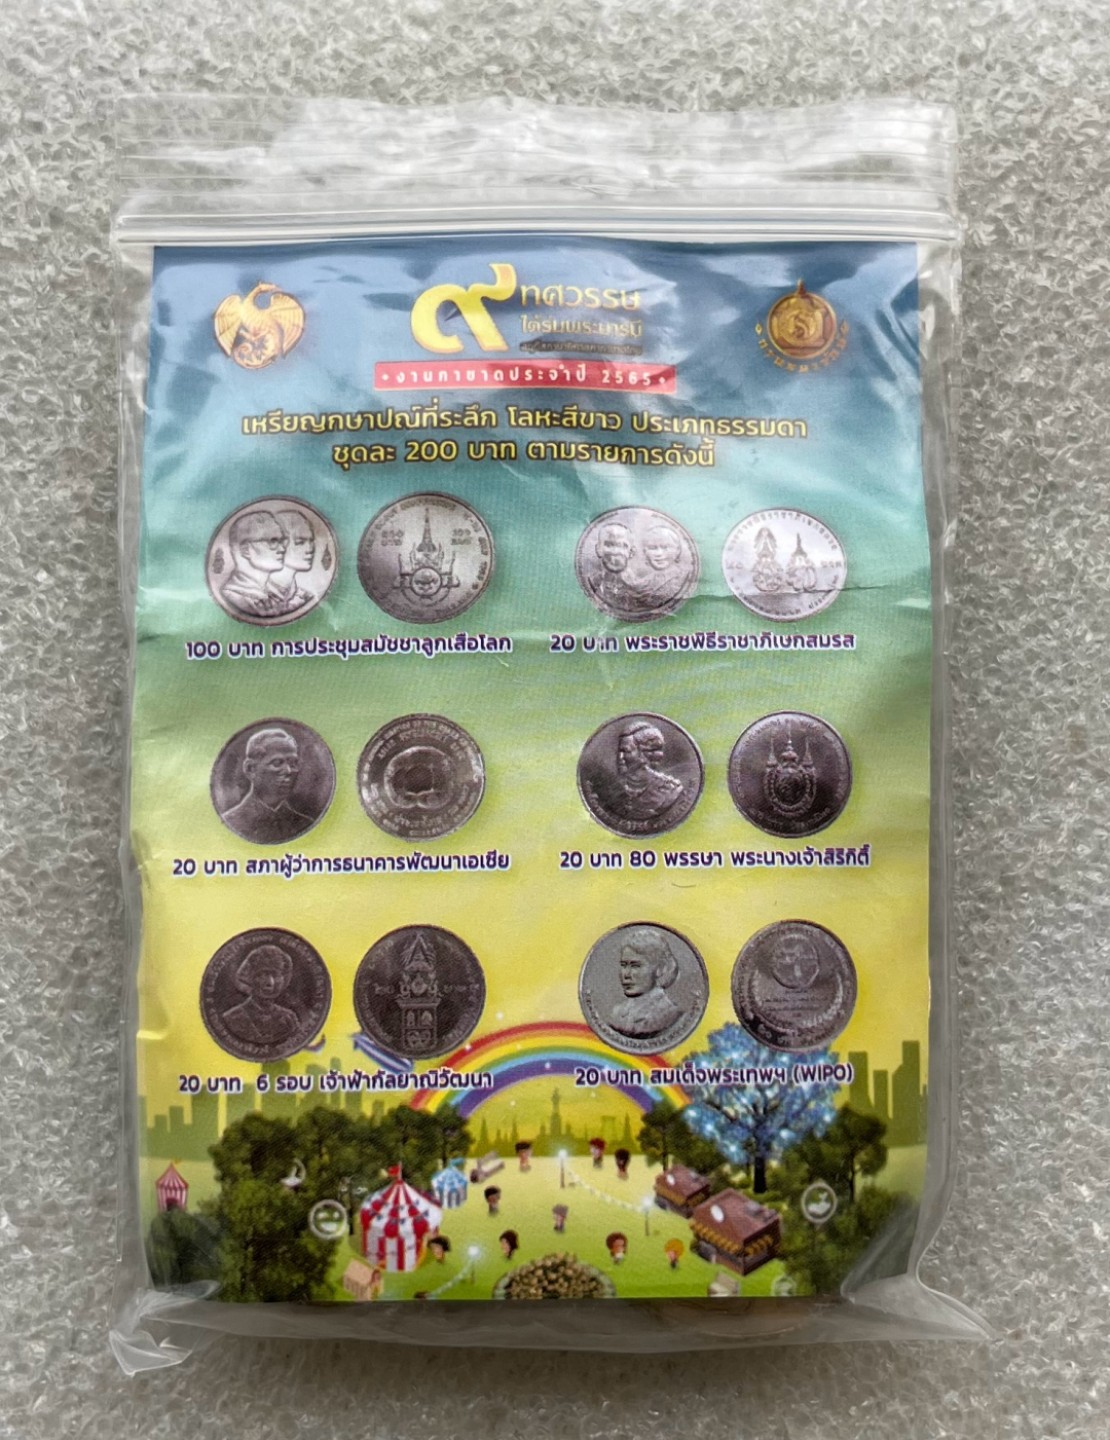 ๙ ทศวรรษ
ใต้ร่มพระบารมี
งานกาชาดประจำปี 2565
เหรียญกษาปณ์ที่ระลึก โลหะสีขาว ประเภทธรรมดา
ชุดละ 200 บาท ตามรายการดังนี้
100 บาท การประชุมสมัชชาลูกเสือโลก
20 บาท พระราชพิธีราชาภิเษกสมรส
20 บาท สภาผู้ว่าการธนาคารพัฒนาเอเซีย
20 บาท 80 พรรษา พระนางเจ้าสิริกิติ์
20 บาท 6 รอบ เจ้าฟ้ากัลยาณิวัฒนา
20 บาท สมเด็จพระเทพฯ (WIPO)